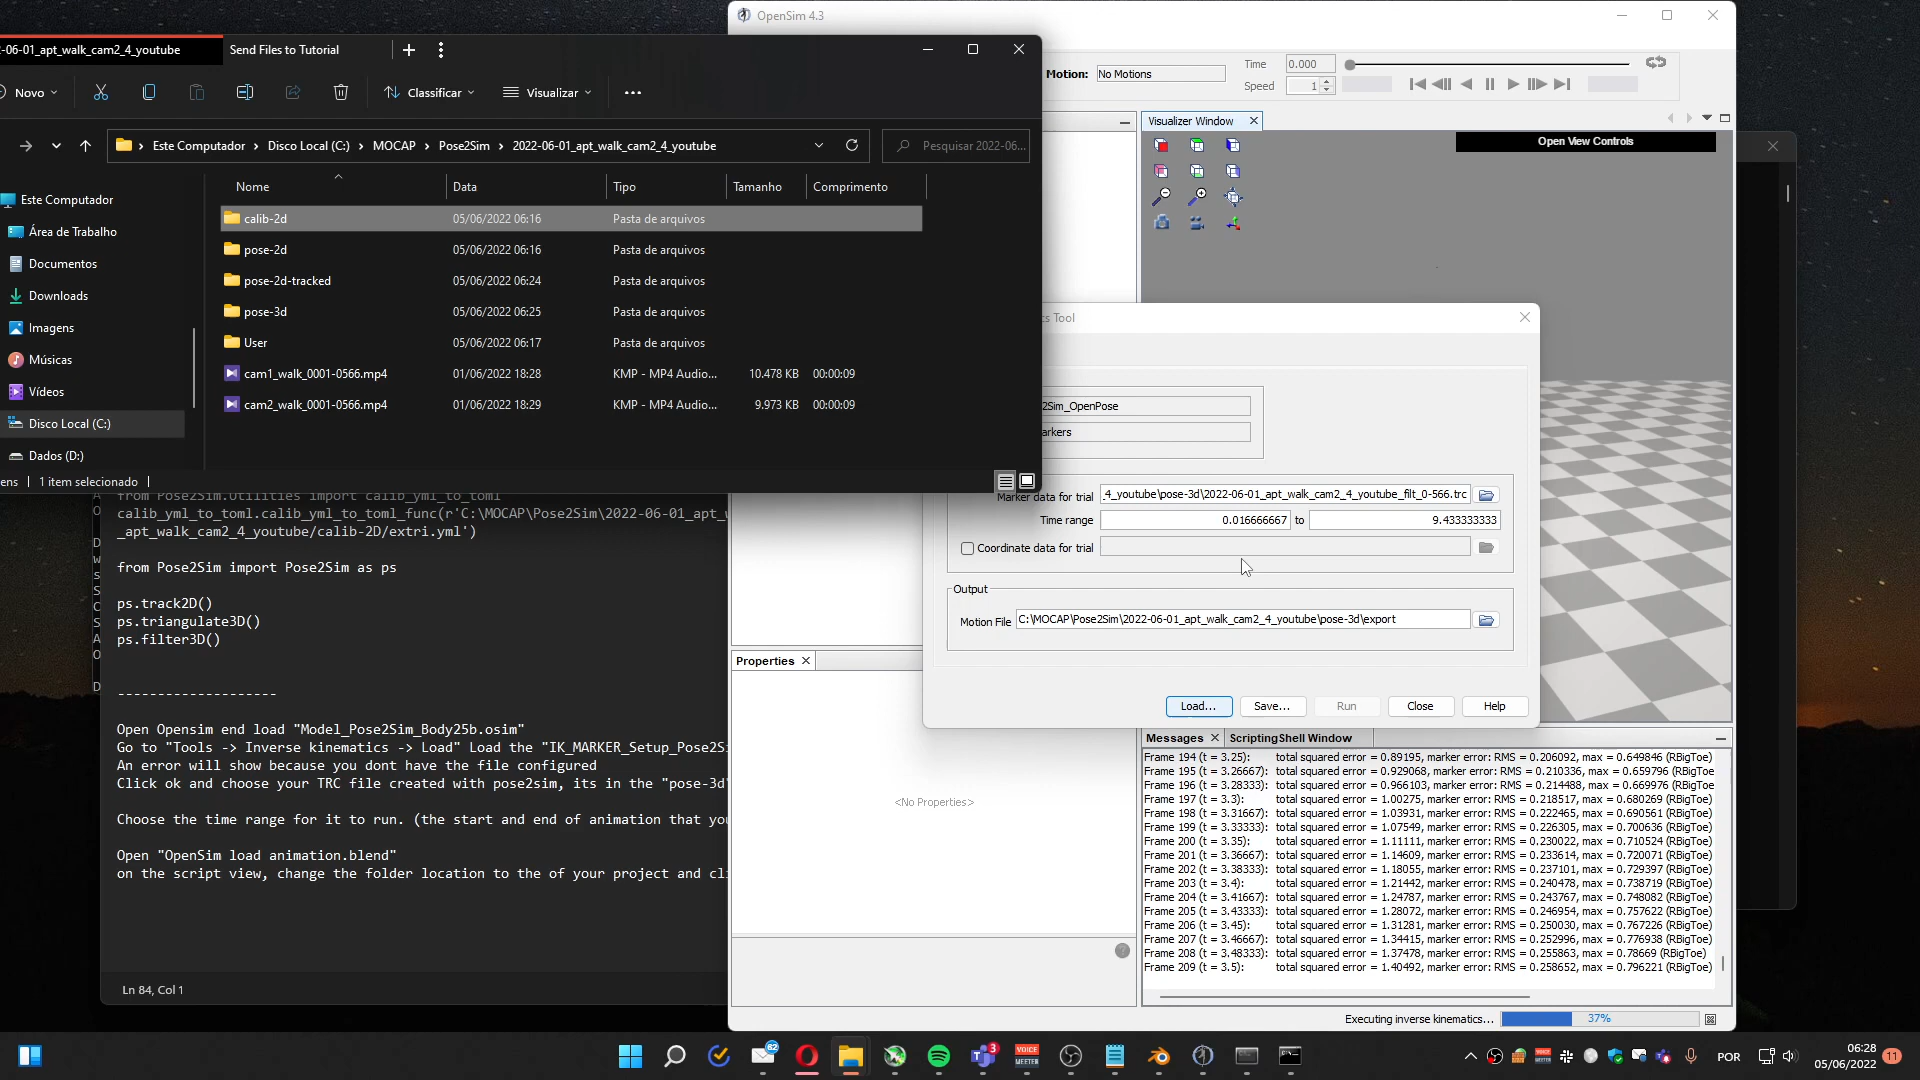 OpenSim 4.3
-06-01_apt_walk_cam2_4_youtube
Send Files to Tutorial
Novo
Classificar
Visualizar
Este Computador
Disco Local (C:)
MOCAP
Pose2Sim
2022-06-01_apt_walk_cam2_4_youtube
Pesquisar 2022-06...
Nome
Data
Tipo
Tamanho
Comprimento
calib-2d 05/06/2022 06:16 Pasta de arquivos
pose-2d 05/06/2022 06:16 Pasta de arquivos
pose-2d-tracked 05/06/2022 06:24 Pasta de arquivos
pose-3d 05/06/2022 06:25 Pasta de arquivos
User 05/06/2022 06:17 Pasta de arquivos
cam1_walk_0001-0566.mp4 01/06/2022 18:28 KMP - MP4 Audio... 10.478 KB 00:00:09
cam2_walk_0001-0566.mp4 01/06/2022 18:29 KMP - MP4 Audio... 9.973 KB 00:00:09
Este Computador
Área de Trabalho
Documentos
Downloads
Imagens
Músicas
Vídeos
Disco Local (C:)
Dados (D:)
ens
1 item selecionado
Motion:
No Motions
Time
0.000
Speed
1
Visualizer Window
Open View Controls
cs Tool
2Sim_OpenPose
arkers
Marker data for trial
4_youtube\pose-3d\2022-06-01_apt_walk_cam2_4_youtube_filt_0-566.trc
Time range
0.016666667
to
9.433333333
Coordinate data for trial
Output
Motion File
C:\MOCAP\Pose2Sim\2022-06-01_apt_walk_cam2_4_youtube\pose-3d\export
Load...
Save...
Run
Close
Help
from Pose2Sim.Utilities import calib_yml_to_toml
calib_yml_to_toml.calib_yml_to_toml_func(r'C:\MOCAP\Pose2Sim\2022-06-01_apt_
_apt_walk_cam2_4_youtube/calib-2D/extri.yml')
from Pose2Sim import Pose2Sim as ps
ps.track2D()
ps.triangulate3D()
ps.filter3D()
--------------------
Open Opensim end load "Model_Pose2Sim_Body25b.osim"
Go to "Tools -> Inverse kinematics -> Load" Load the "IK_MARKER_Setup_Pose2Si
An error will show because you dont have the file configured
Click ok and choose your TRC file created with pose2sim, its in the "pose-3d"
Choose the time range for it to run. (the start and end of animation that you
Open "OpenSim load animation.blend"
on the script view, change the folder location to the of your project and cli
Ln 84, Col 1
Properties
<No Properties>
Messages
ScriptingShell Window
Frame 194 (t = 3.25): total squared error = 0.89195, marker error: RMS = 0.206092, max = 0.649846 (RBigToe)
Frame 195 (t = 3.26667): total squared error = 0.929068, marker error: RMS = 0.210336, max = 0.659796 (RBigToe
Frame 196 (t = 3.28333): total squared error = 0.966103, marker error: RMS = 0.214488, max = 0.669976 (RBigToe
Frame 197 (t = 3.3): total squared error = 1.00275, marker error: RMS = 0.218517, max = 0.680269 (RBigToe)
Frame 198 (t = 3.31667): total squared error = 1.03931, marker error: RMS = 0.222465, max = 0.690561 (RBigToe)
Frame 199 (t = 3.33333): total squared error = 1.07549, marker error: RMS = 0.226305, max = 0.700636 (RBigToe)
Frame 200 (t = 3.35): total squared error = 1.11111, marker error: RMS = 0.230022, max = 0.710524 (RBigToe)
Frame 201 (t = 3.36667): total squared error = 1.14609, marker error: RMS = 0.233614, max = 0.720071 (RBigToe)
Frame 202 (t = 3.38333): total squared error = 1.18055, marker error: RMS = 0.237101, max = 0.729397 (RBigToe)
Frame 203 (t = 3.4): total squared error = 1.21442, marker error: RMS = 0.240478, max = 0.738719 (RBigToe)
Frame 204 (t = 3.41667): total squared error = 1.24787, marker error: RMS = 0.243767, max = 0.748082 (RBigToe)
Frame 205 (t = 3.43333): total squared error = 1.28072, marker error: RMS = 0.246954, max = 0.757622 (RBigToe)
Frame 206 (t = 3.45): total squared error = 1.31281, marker error: RMS = 0.250030, max = 0.767226 (RBigToe)
Frame 207 (t = 3.46667): total squared error = 1.34415, marker error: RMS = 0.252996, max = 0.776938 (RBigToe)
Frame 208 (t = 3.48333): total squared error = 1.37478, marker error: RMS = 0.255863, max = 0.78669 (RBigToe)
Frame 209 (t = 3.5): total squared error = 1.40492, marker error: RMS = 0.258652, max = 0.796221 (RBigToe)
Executing inverse kinematics...
37%
62
3
VOICE
MEETER
POR
06:28
05/06/2022
11